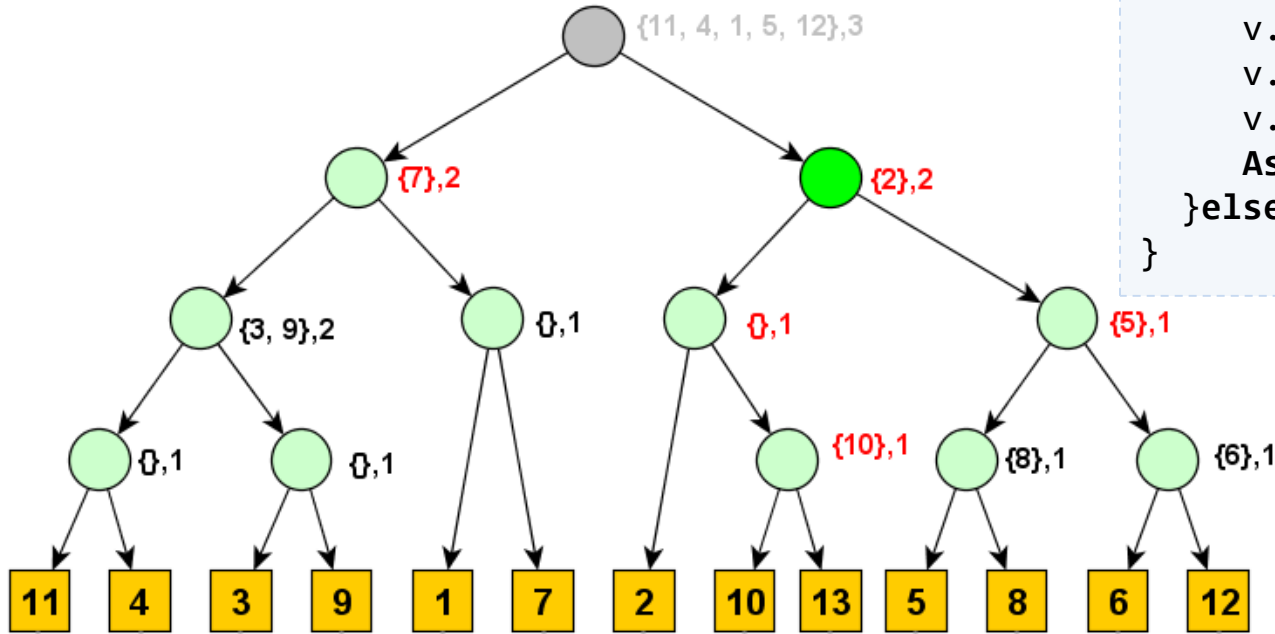 {11, 4, 1, 5, 12},3
v.
v.
v.
As
}else
}
{7},2
{2},2
{3, 9},2
{},1
{},1
{5},1
{},1
{},1
{10},1
{8},1
{6},1
11 4 3 9 1 7 2 10 13 5 8 6 12